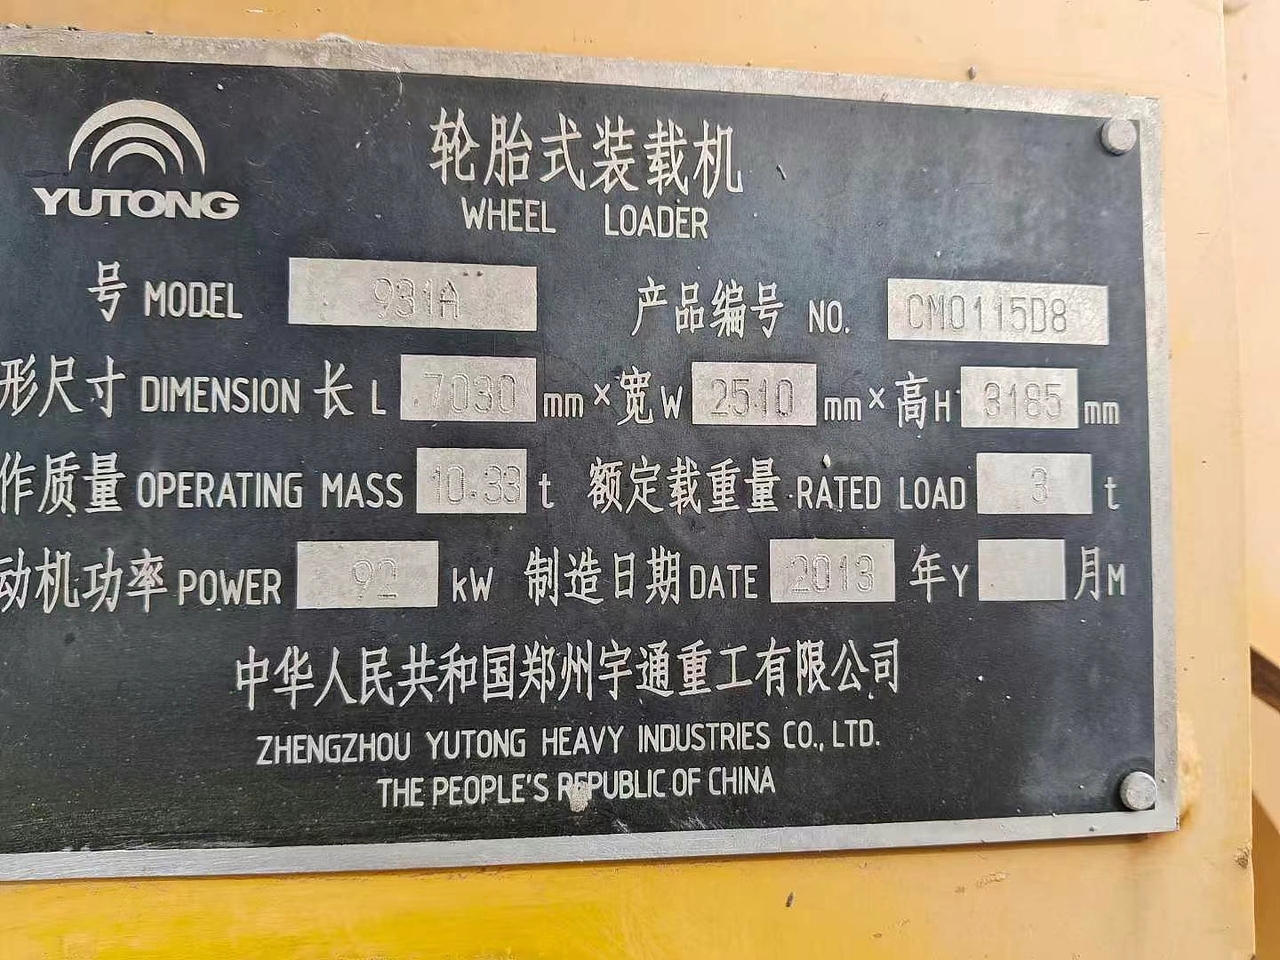 YUTONG
轮胎式装载机
WHEEL LOADER
号 MODEL 931A 产品编号 NO. CM0115D8
形尺寸 DIMENSION 长 L 7030 mm × 宽 W 2510 mm × 高 H 3185 mm
作质量 OPERATING MASS 10.33 t 额定载重量 RATED LOAD 3 t
动机功率 POWER 92 kW 制造日期 DATE 2013 年 Y 月 M
中华人民共和国郑州宇通重工有限公司
ZHENGZHOU YUTONG HEAVY INDUSTRIES CO., LTD.
THE PEOPLE'S REPUBLIC OF CHINA